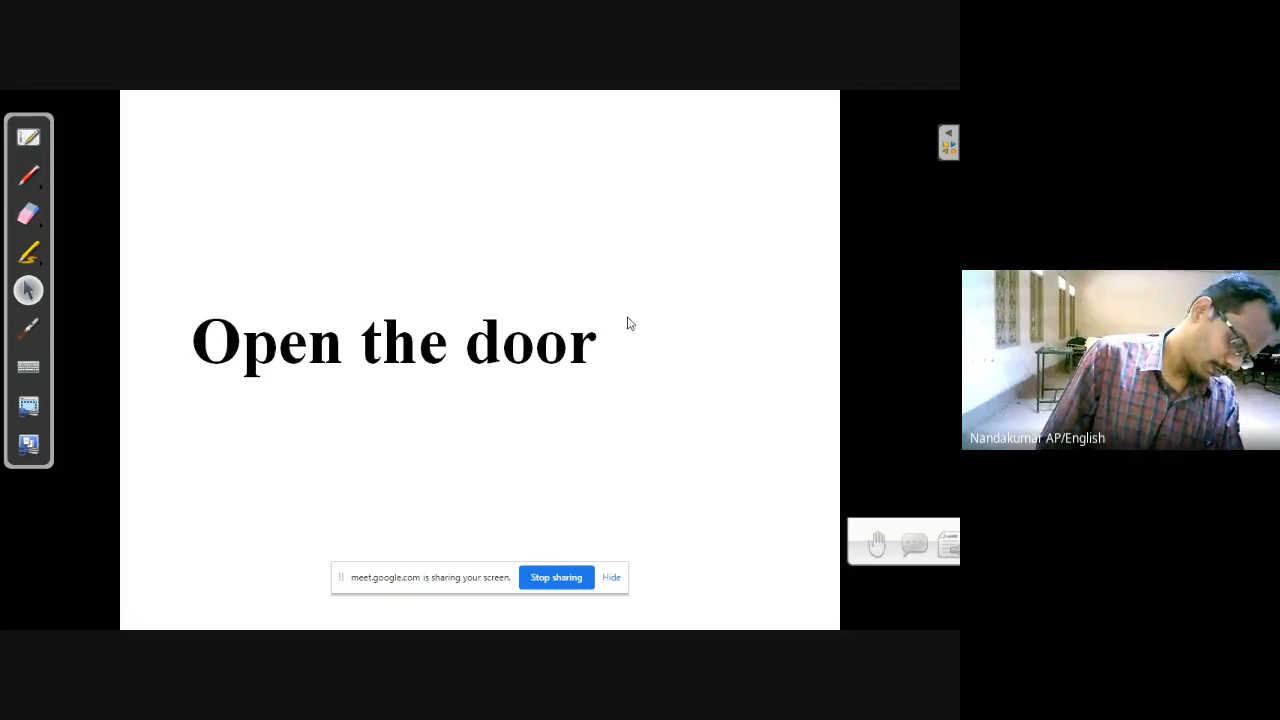 Open the door
Nandakumar AP/English
meet.google.com is sharing your screen. Stop sharing Hide